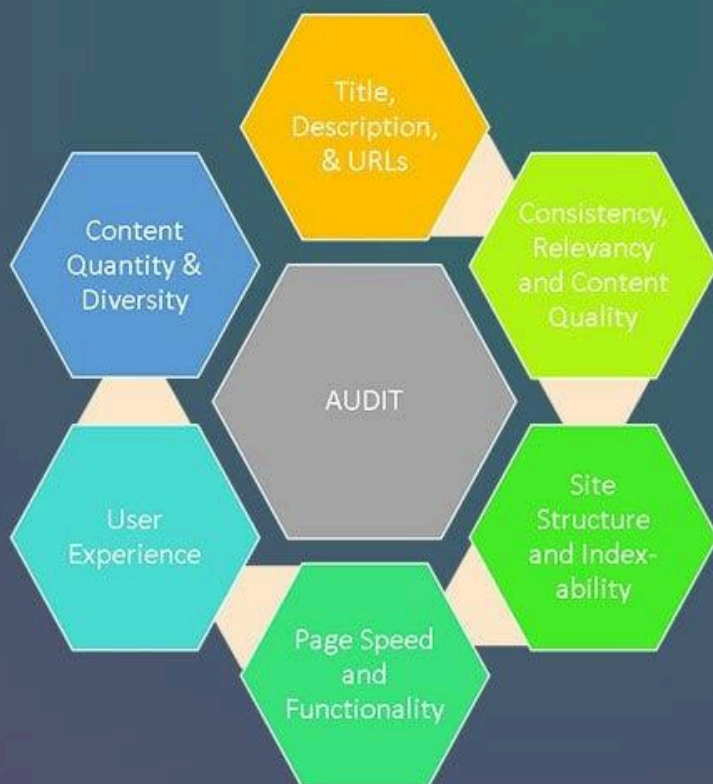 Title,
Description,
& URLs
Consistency,
Relevancy
and Content
Quality
Site
Structure
and Index-
ability
Page Speed
and
Functionality
User
Experience
Content
Quantity &
Diversity
AUDIT